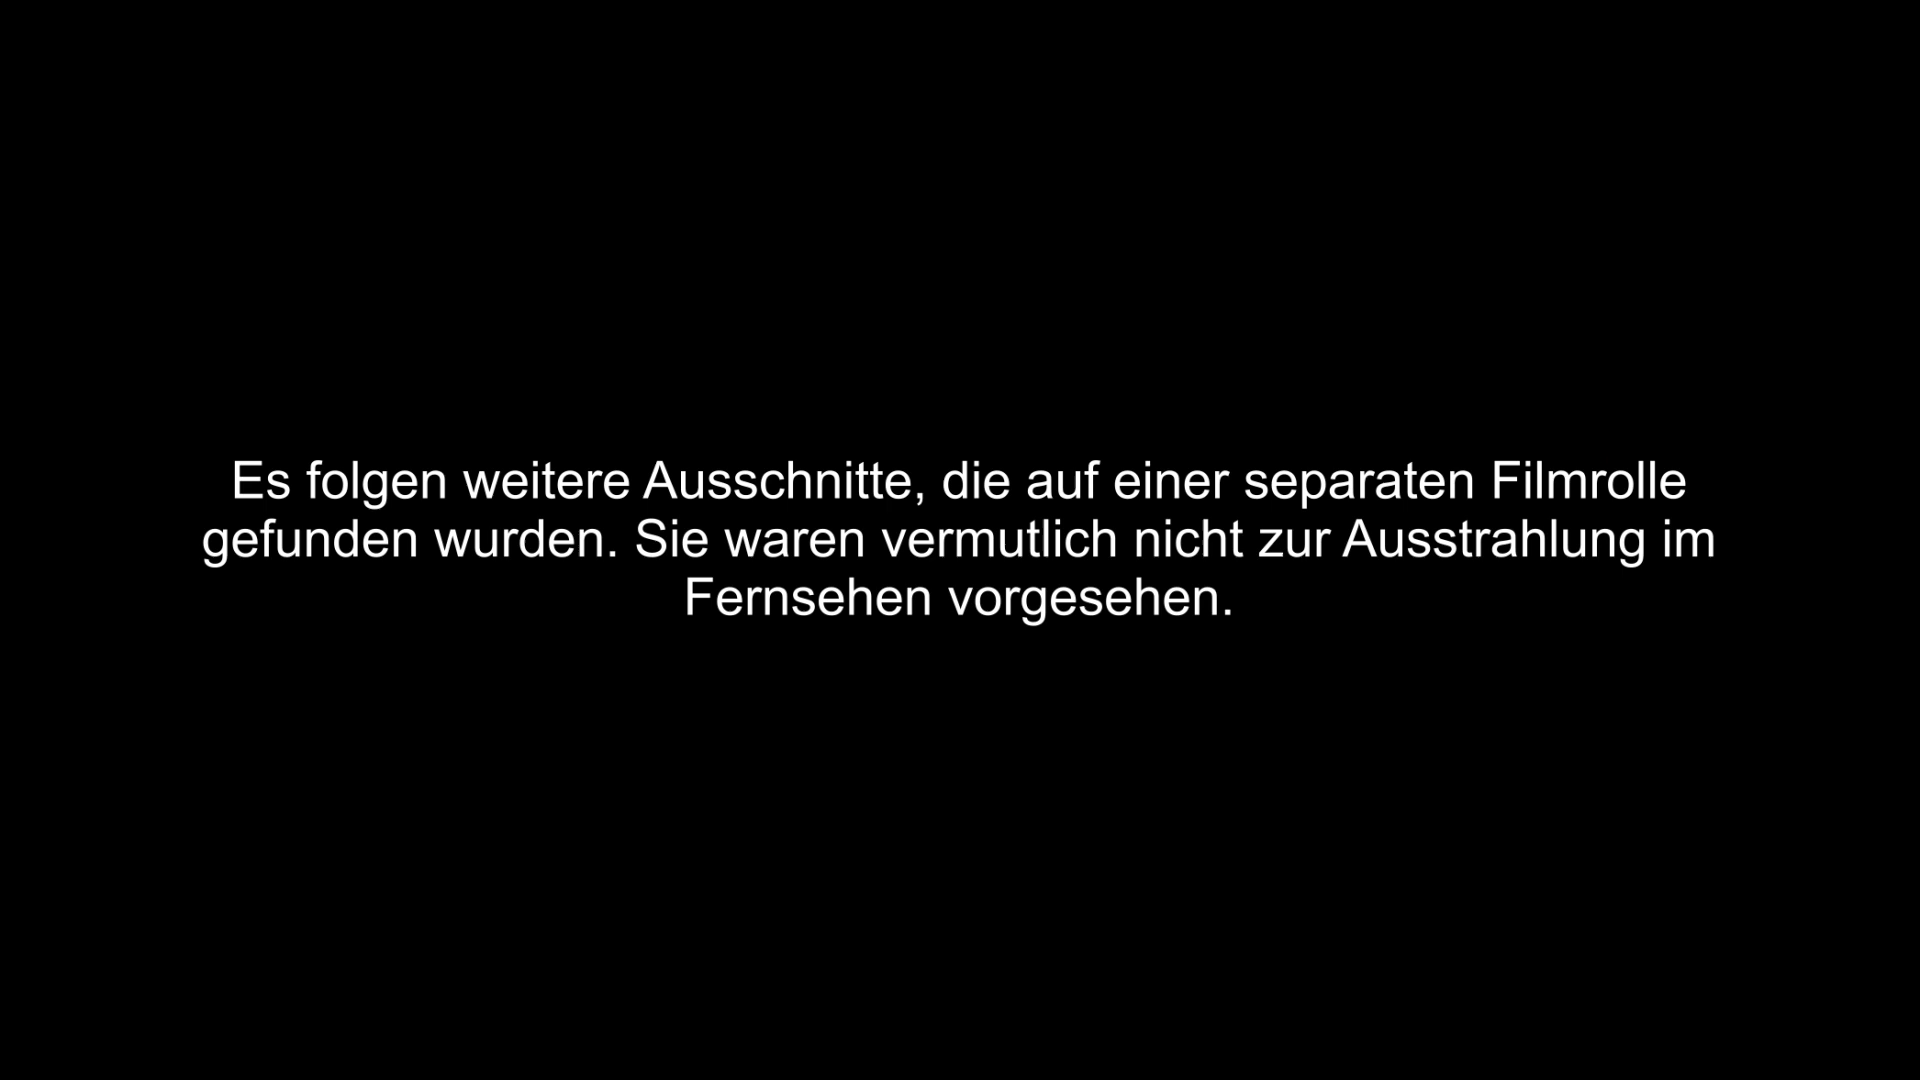 Es folgen weitere Ausschnitte, die auf einer separaten Filmrolle
gefunden wurden. Sie waren vermutlich nicht zur Ausstrahlung im
Fernsehen vorgesehen.